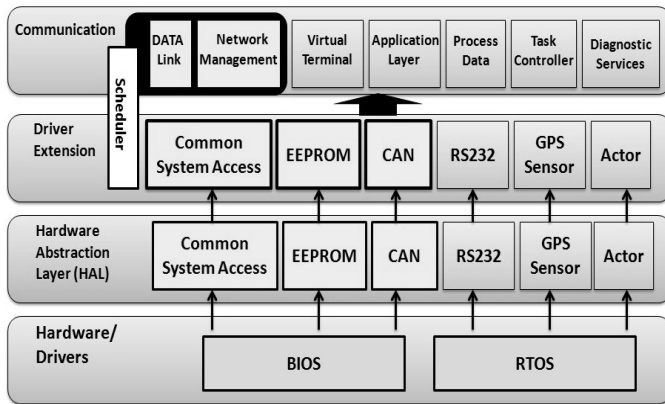 Communication
DATA
Link
Network
Management
Virtual
Terminal
Application
Layer
Process
Data
Task
Controller
Diagnostic
Services
Scheduler
Driver
Extension
Common
System Access
EEPROM
CAN
RS232
GPS
Sensor
Actor
Hardware
Abstraction
Layer (HAL)
Common
System Access
EEPROM
CAN
RS232
GPS
Sensor
Actor
Hardware/
Drivers
BIOS
RTOS